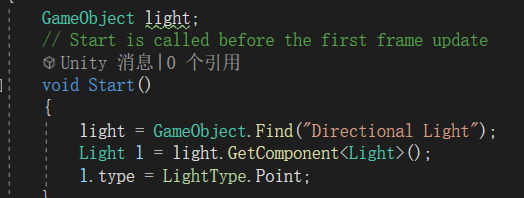 GameObject light;
// Start is called before the first frame update
Unity 消息|0 个引用
void Start()
{
light = GameObject.Find("Directional Light");
Light l = light.GetComponent<Light>();
l.type = LightType.Point;